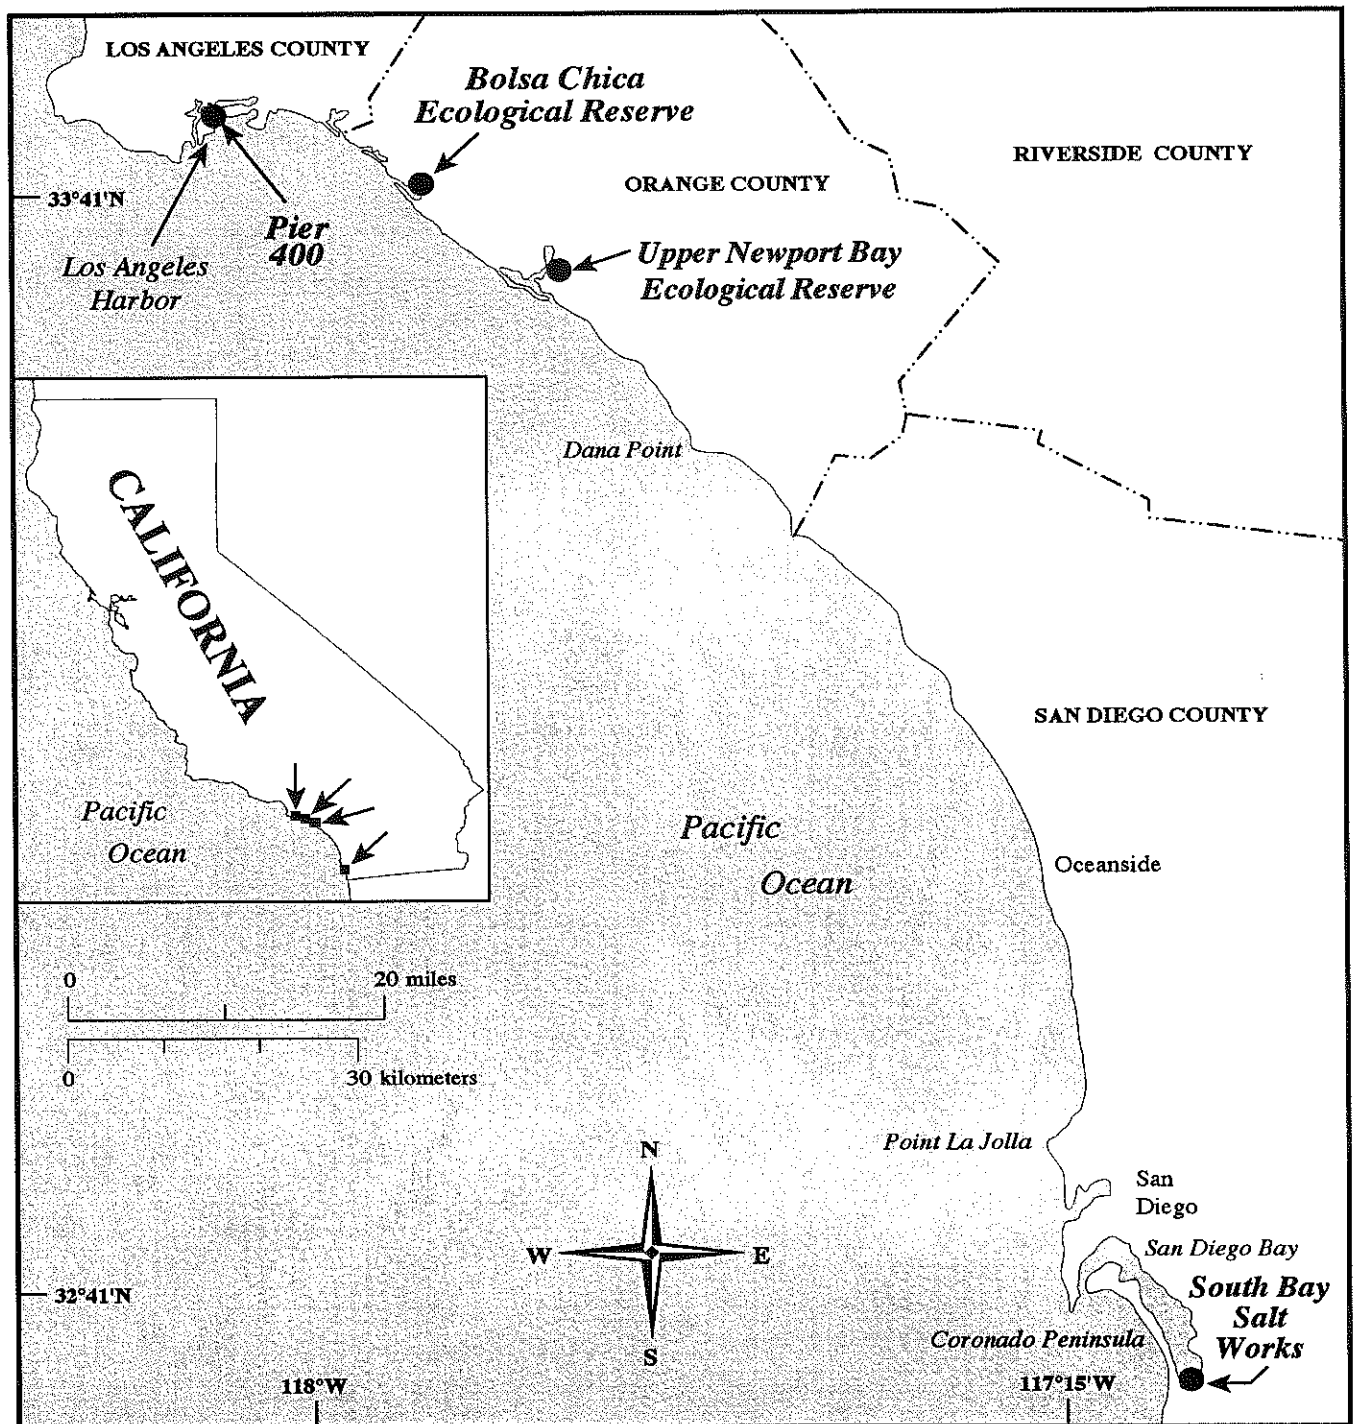 LOS ANGELES COUNTY
Bolsa Chica
Ecological Reserve
RIVERSIDE COUNTY
ORANGE COUNTY
33°41'N
Pier
400
Los Angeles
Harbor
Upper Newport Bay
Ecological Reserve
Dana Point
CALIFORNIA
SAN DIEGO COUNTY
Pacific
Ocean
Pacific
Ocean
Oceanside
0
20 miles
0
30 kilometers
Point La Jolla
N
W
E
S
San
Diego
San Diego Bay
South Bay
Salt
Works
32°41'N
Coronado Peninsula
118°W
117°15'W